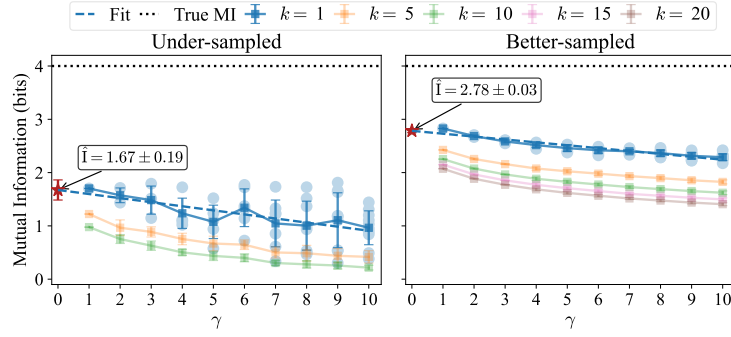 Fit True MI k = 1 k = 5 k = 10 k = 15 k = 20
Under-sampled Better-sampled
Mutual Information (bits)
4
3
2
1
0
Î = 1.67 ± 0.19
Î = 2.78 ± 0.03
0 1 2 3 4 5 6 7 8 9 10
0 1 2 3 4 5 6 7 8 9 10
γ
γ